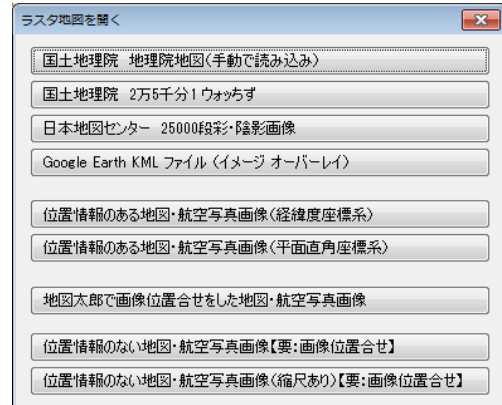 ラスタ地図を開く
国土地理院 地理院地図(手動で読み込み)
国土地理院 2万5千分1 ウォッちず
日本地図センター 25000段彩・陰影画像
Google Earth KML ファイル (イメージ オーバーレイ)
位置情報のある地図・航空写真画像(経緯度座標系)
位置情報のある地図・航空写真画像(平面直角座標系)
地図太郎で画像位置合せをした地図・航空写真画像
位置情報のない地図・航空写真画像【要:画像位置合せ】
位置情報のない地図・航空写真画像(縮尺あり)【要:画像位置合せ】